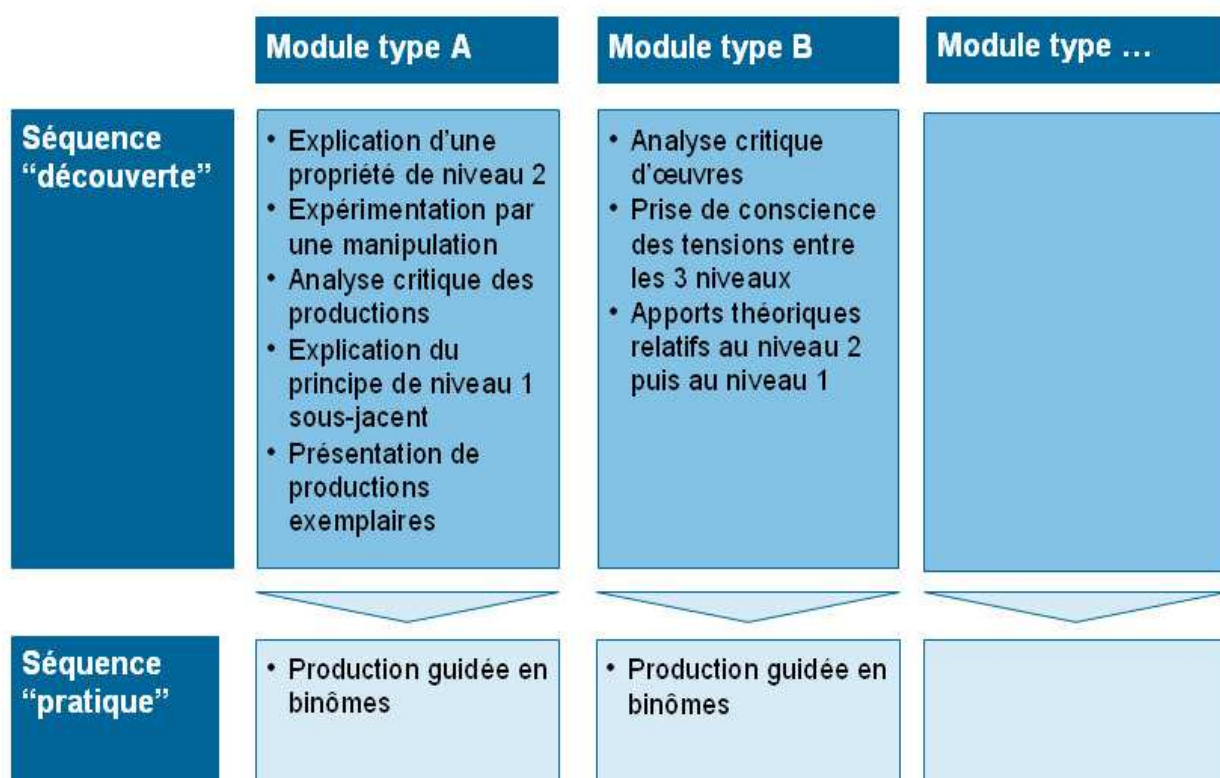 Module type A
Module type B
Module type …
Séquence
“découverte”
• Explication d’une
propriété de niveau 2
• Expérimentation par
une manipulation
• Analyse critique des
productions
• Explication du
principe de niveau 1
sous-jacent
• Présentation de
productions
exemplaires
• Analyse critique
d’œuvres
• Prise de conscience
des tensions entre
les 3 niveaux
• Apports théoriques
relatifs au niveau 2
puis au niveau 1
Séquence
“pratique”
• Production guidée en
binômes
• Production guidée en
binômes